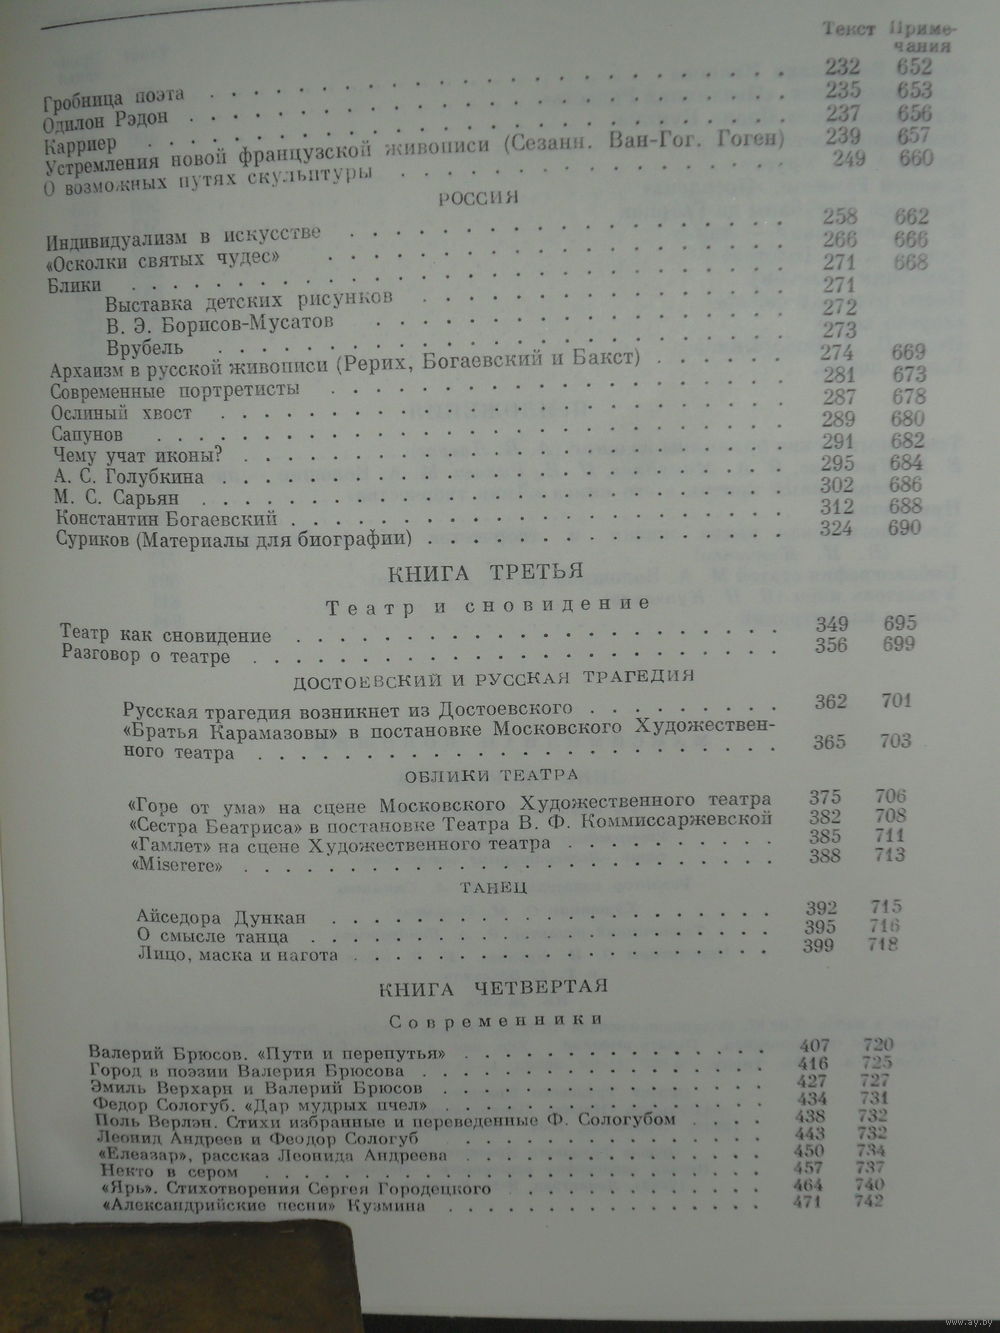 Текст Приме-
чания
Гробница поэта 232 652
Одилон Рэдон 235 653
Карриер 237 656
Устремления новой французской живописи (Сезанн. Ван-Гог. Гоген) 239 657
О возможных путях скульптуры 249 660
РОССИЯ
Индивидуализм в искусстве 258 662
«Осколки святых чудес» 266 666
Блики 271 668
Выставка детских рисунков 271
В. Э. Борисов-Мусатов 272
Врубель 273
Архаизм в русской живописи (Рерих, Богаевский и Бакст) 274 669
Современные портретисты 281 673
Ослиный хвост 287 678
Сапунов 289 680
Чему учат иконы? 291 682
А. С. Голубкина 295 684
М. С. Сарьян 302 686
Константин Богаевский 312 688
Суриков (Материалы для биографии) 324 690
КНИГА ТРЕТЬЯ
Театр и сновидение
Театр как сновидение 349 695
Разговор о театре 356 699
ДОСТОЕВСКИЙ И РУССКАЯ ТРАГЕДИЯ
Русская трагедия возникнет из Достоевского 362 701
«Братья Карамазовы» в постановке Московского Художествен-
ного театра 365 703
ОБЛИКИ ТЕАТРА
«Горе от ума» на сцене Московского Художественного театра 375 706
«Сестра Беатриса» в постановке Театра В. Ф. Коммиссаржевской 382 708
«Гамлет» на сцене Художественного театра 385 711
«Miserere» 388 713
ТАНЕЦ
Айседора Дункан 392 715
О смысле танца 395 716
Лицо, маска и нагота 399 718
КНИГА ЧЕТВЕРТАЯ
Современники
Валерий Брюсов. «Пути и перепутья» 407 720
Город в поэзии Валерия Брюсова 416 725
Эмиль Верхарн и Валерий Брюсов 427 727
Федор Сологуб. «Дар мудрых пчел» 434 731
Поль Верлэн. Стихи избранные и переведенные Ф. Сологубом 438 732
Леонид Андреев и Феодор Сологуб 443 732
«Елеазар», рассказ Леонида Андреева 450 734
Некто в сером 457 737
«Ярь». Стихотворения Сергея Городецкого 464 740
«Александрийские песни» Кузмина 471 742
www.ay.by